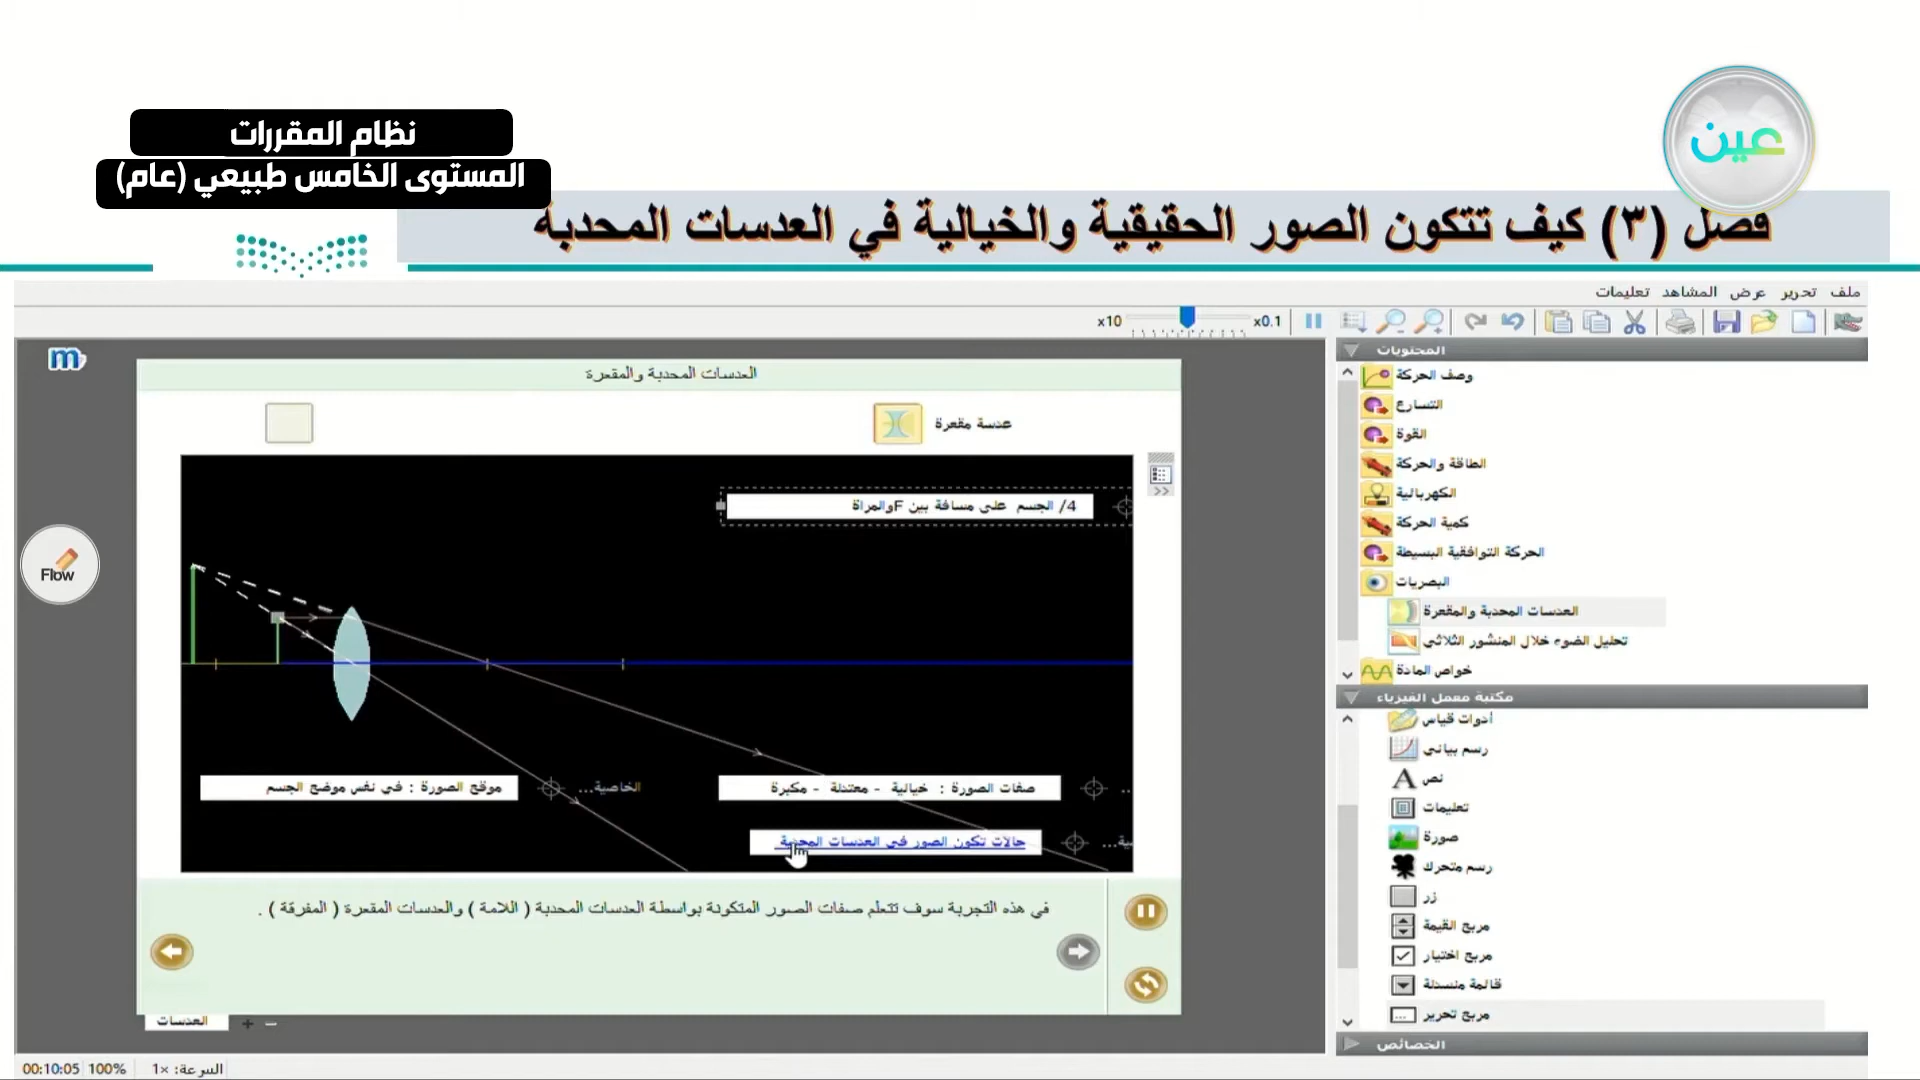 عين
نظام المقررات
المستوى الخامس طبيعي (عام)
فصل (٣) كيف تتكون الصور الحقيقية والخيالية في العدسات المحدبة
ملف تحرير عرض المشاهد تعليمات
x10
x0.1
m
العدسات المحدبة والمقعرة
عدسة مقعرة
4/ الجسم على مسافة بين Fوالمراة
Flow
صفات الصورة : خيالية - معتدلة - مكبرة
الخاصية...
موقع الصورة : في نفس موضع الجسم
حالات تكون الصور في العدسات المحدبة
في هذه التجربة سوف تتعلم صفات الصور المتكونة بواسطة العدسات المحدبة ( اللامة ) والعدسات المقعرة ( المفرقة ) .
العدسات
+ −
المحتويات
وصف الحركة
التسارع
القوة
الطاقة والحركة
الكهربائية
كمية الحركة
الحركة التوافقية البسيطة
البصريات
العدسات المحدبة والمقعرة
تحليل الضوء خلال المنشور الثلاثي
خواص المادة
مكتبة معمل الفيزياء
أدوات قياس
رسم بياني
نص
تعليمات
صورة
رسم متحرك
زر
مربع القيمة
مربع اختيار
قائمة منسدلة
مربع تحرير
الخصائص
00:10:05 100% السرعة: ×1